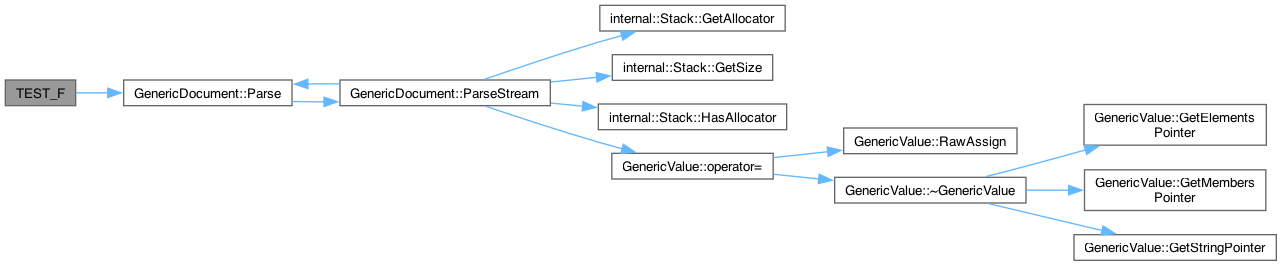 TEST_F
GenericDocument::Parse
GenericDocument::ParseStream
internal::Stack::GetAllocator
internal::Stack::GetSize
internal::Stack::HasAllocator
GenericValue::operator=
GenericValue::RawAssign
GenericValue::~GenericValue
GenericValue::GetElements
Pointer
GenericValue::GetMembers
Pointer
GenericValue::GetStringPointer